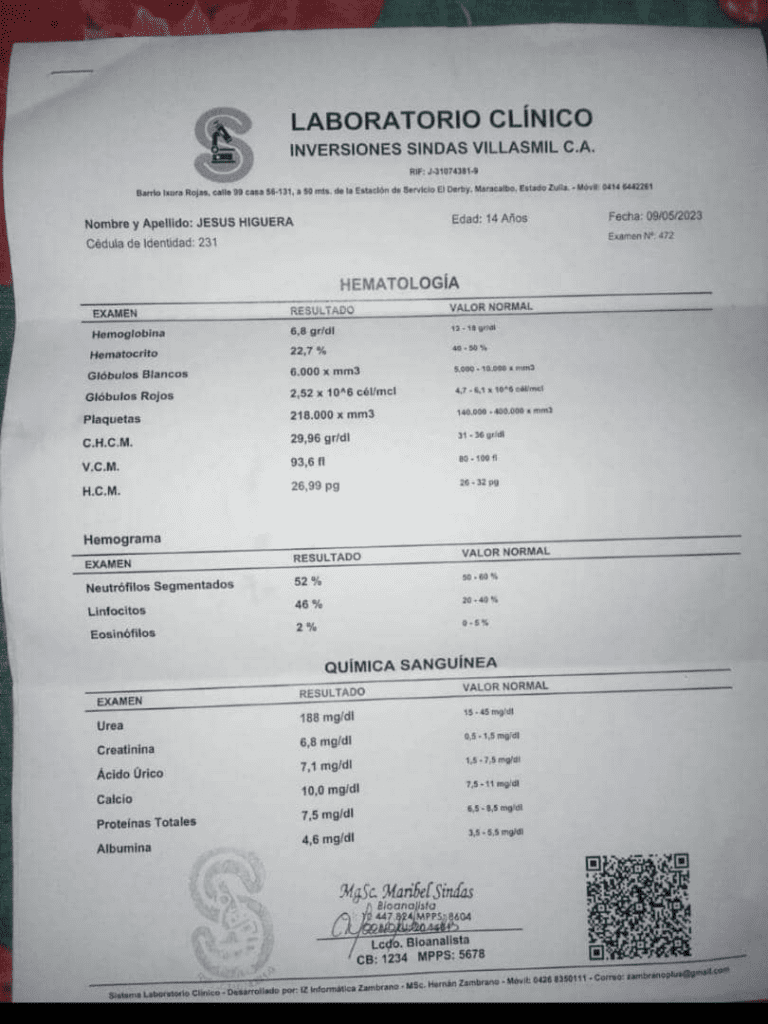 LABORATORIO CLÍNICO
INVERSIONES SINDAS VILLASMIL C.A.
RIF: J-31074381-9
Barrio Ixora Rojas, calle 99 casa 56-131, a 50 mts. de la Estación de Servicio El Derby, Maracaibo, Estado Zulia. - Móvil: 0414 6442261
Nombre y Apellido: JESUS HIGUERA Edad: 14 Años Fecha: 09/05/2023
Cédula de Identidad: 231 Examen Nº: 472
HEMATOLOGÍA
EXAMEN RESULTADO VALOR NORMAL
Hemoglobina 6,8 gr/dl 13 - 18 gr/dl
Hematocrito 22,7 % 40 - 50 %
Glóbulos Blancos 6.000 x mm3 5.000 - 10.000 x mm3
Glóbulos Rojos 2,52 x 10^6 cél/mcl 4,7 - 6,1 x 10^6 cél/mcl
Plaquetas 218.000 x mm3 140.000 - 400.000 x mm3
C.H.C.M. 29,96 gr/dl 31 - 36 gr/dl
V.C.M. 93,6 fl 80 - 100 fl
H.C.M. 26,99 pg 26 - 32 pg
Hemograma
EXAMEN RESULTADO VALOR NORMAL
Neutrófilos Segmentados 52 % 50 - 60 %
Linfocitos 46 % 20 - 40 %
Eosinófilos 2 % 0 - 5 %
QUÍMICA SANGUÍNEA
EXAMEN RESULTADO VALOR NORMAL
Urea 188 mg/dl 15 - 45 mg/dl
Creatinina 6,8 mg/dl 0,5 - 1,5 mg/dl
Ácido Úrico 7,1 mg/dl 1,5 - 7,5 mg/dl
Calcio 10,0 mg/dl 7,5 - 11 mg/dl
Proteínas Totales 7,5 mg/dl 6,5 - 8,5 mg/dl
Albumina 4,6 mg/dl 3,5 - 5,5 mg/dl
MgSc. Maribel Sindas
Bioanalista
447.824 MPPS: 8604
Lcdo. Bioanalista
CB: 1234 MPPS: 5678
Sistema Laboratorio Clínico - Desarrollado por: IZ Informática Zambrano - MSc. Hernán Zambrano - Móvil: 0426 8350111 - Correo: zambranoplus@gmail.com